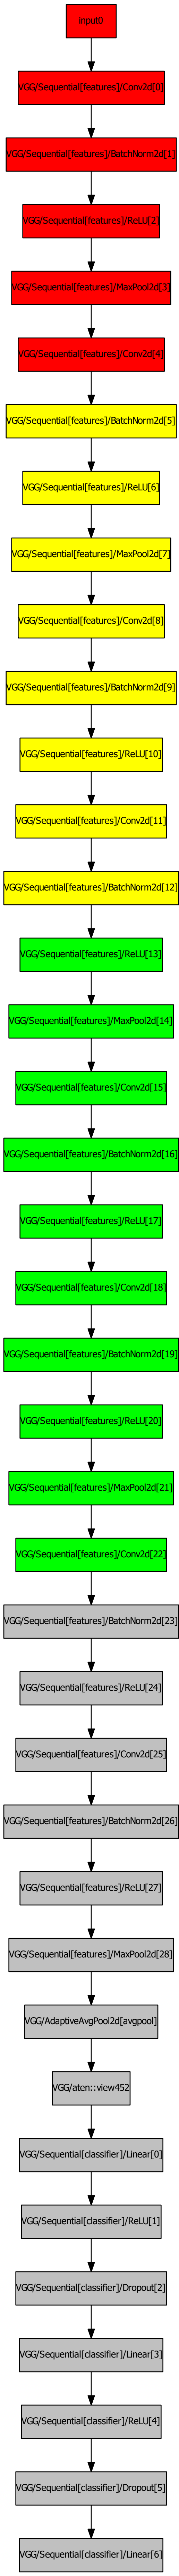 input0
VGG/Sequential[features]/Conv2d[0]
VGG/Sequential[features]/BatchNorm2d[1]
VGG/Sequential[features]/ReLU[2]
VGG/Sequential[features]/MaxPool2d[3]
VGG/Sequential[features]/Conv2d[4]
VGG/Sequential[features]/BatchNorm2d[5]
VGG/Sequential[features]/ReLU[6]
VGG/Sequential[features]/MaxPool2d[7]
VGG/Sequential[features]/Conv2d[8]
VGG/Sequential[features]/BatchNorm2d[9]
VGG/Sequential[features]/ReLU[10]
VGG/Sequential[features]/Conv2d[11]
VGG/Sequential[features]/BatchNorm2d[12]
VGG/Sequential[features]/ReLU[13]
VGG/Sequential[features]/MaxPool2d[14]
VGG/Sequential[features]/Conv2d[15]
VGG/Sequential[features]/BatchNorm2d[16]
VGG/Sequential[features]/ReLU[17]
VGG/Sequential[features]/Conv2d[18]
VGG/Sequential[features]/BatchNorm2d[19]
VGG/Sequential[features]/ReLU[20]
VGG/Sequential[features]/MaxPool2d[21]
VGG/Sequential[features]/Conv2d[22]
VGG/Sequential[features]/BatchNorm2d[23]
VGG/Sequential[features]/ReLU[24]
VGG/Sequential[features]/Conv2d[25]
VGG/Sequential[features]/BatchNorm2d[26]
VGG/Sequential[features]/ReLU[27]
VGG/Sequential[features]/MaxPool2d[28]
VGG/AdaptiveAvgPool2d[avgpool]
VGG/aten::view452
VGG/Sequential[classifier]/Linear[0]
VGG/Sequential[classifier]/ReLU[1]
VGG/Sequential[classifier]/Dropout[2]
VGG/Sequential[classifier]/Linear[3]
VGG/Sequential[classifier]/ReLU[4]
VGG/Sequential[classifier]/Dropout[5]
VGG/Sequential[classifier]/Linear[6]